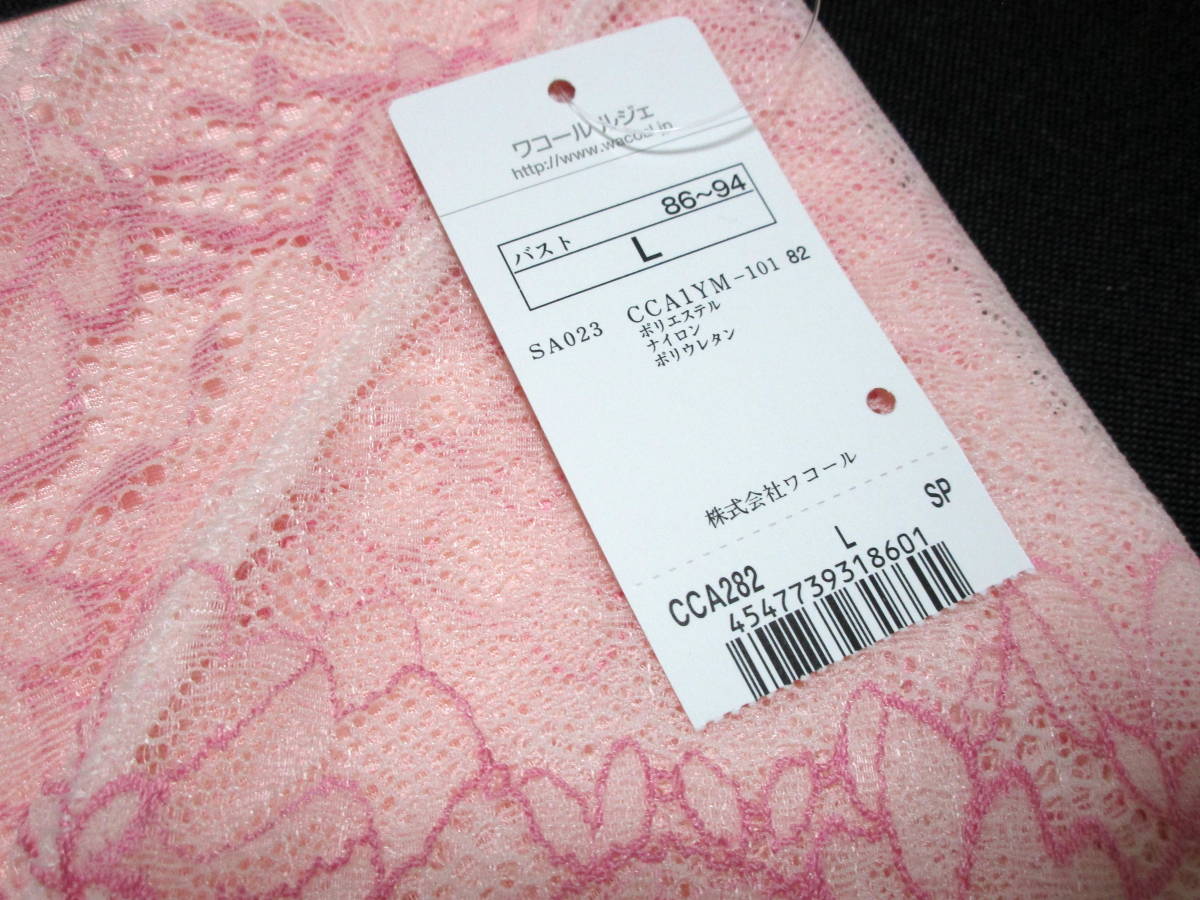 ワコール ルジェ
http://www.wacoal.jp
バスト 86~94
L
SA023 CCA1YM-101 82
ポリエステル
ナイロン
ポリウレタン
株式会社ワコール
L SP
CCA282
4547739318601